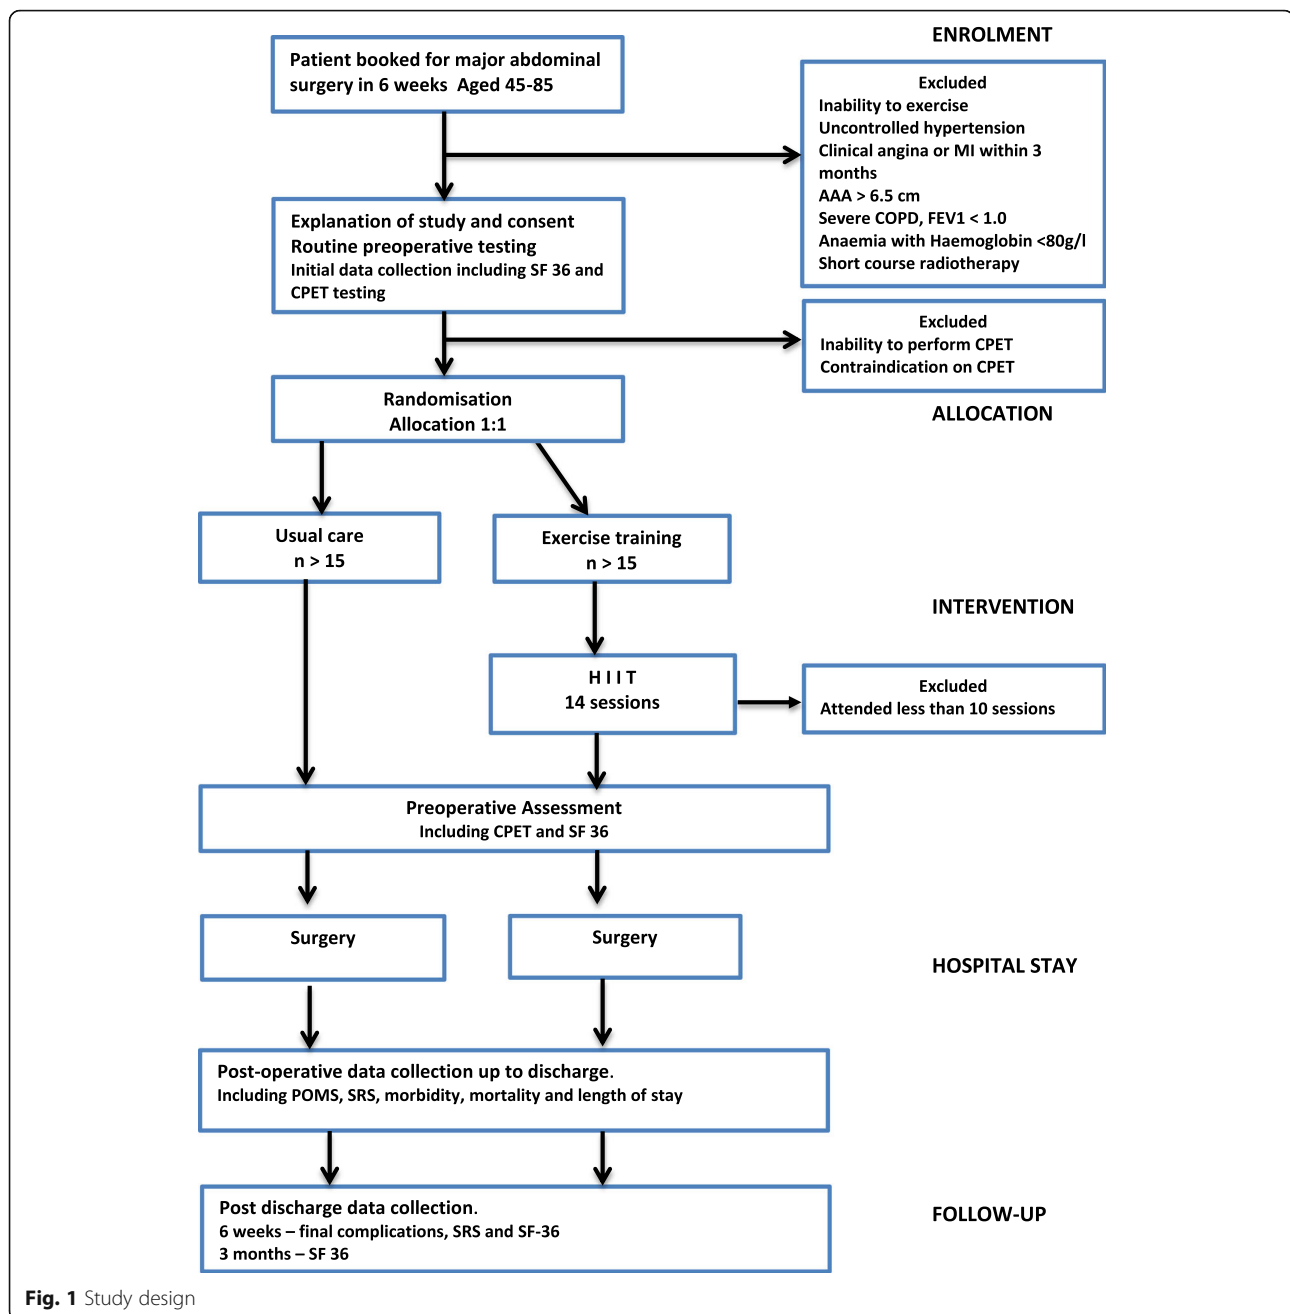 ENROLMENT
Patient booked for major abdominal
surgery in 6 weeks  Aged 45-85
Excluded
Inability to exercise
Uncontrolled hypertension
Clinical angina or MI within 3
months
AAA > 6.5 cm
Severe COPD, FEV1 < 1.0
Anaemia with Haemoglobin <80g/l
Short course radiotherapy
Explanation of study and consent
Routine preoperative testing
Initial data collection including SF 36 and
CPET testing
Excluded
Inability to perform CPET
Contraindication on CPET
Randomisation
Allocation 1:1
ALLOCATION
Usual care
n > 15
Exercise training
n > 15
INTERVENTION
H I I T
14 sessions
Excluded
Attended less than 10 sessions
Preoperative Assessment
Including CPET and SF 36
Surgery
Surgery
HOSPITAL STAY
Post-operative data collection up to discharge.
Including POMS, SRS, morbidity, mortality and length of stay
Post discharge data collection.
6 weeks – final complications, SRS and SF-36
3 months – SF 36
FOLLOW-UP
Fig. 1 Study design